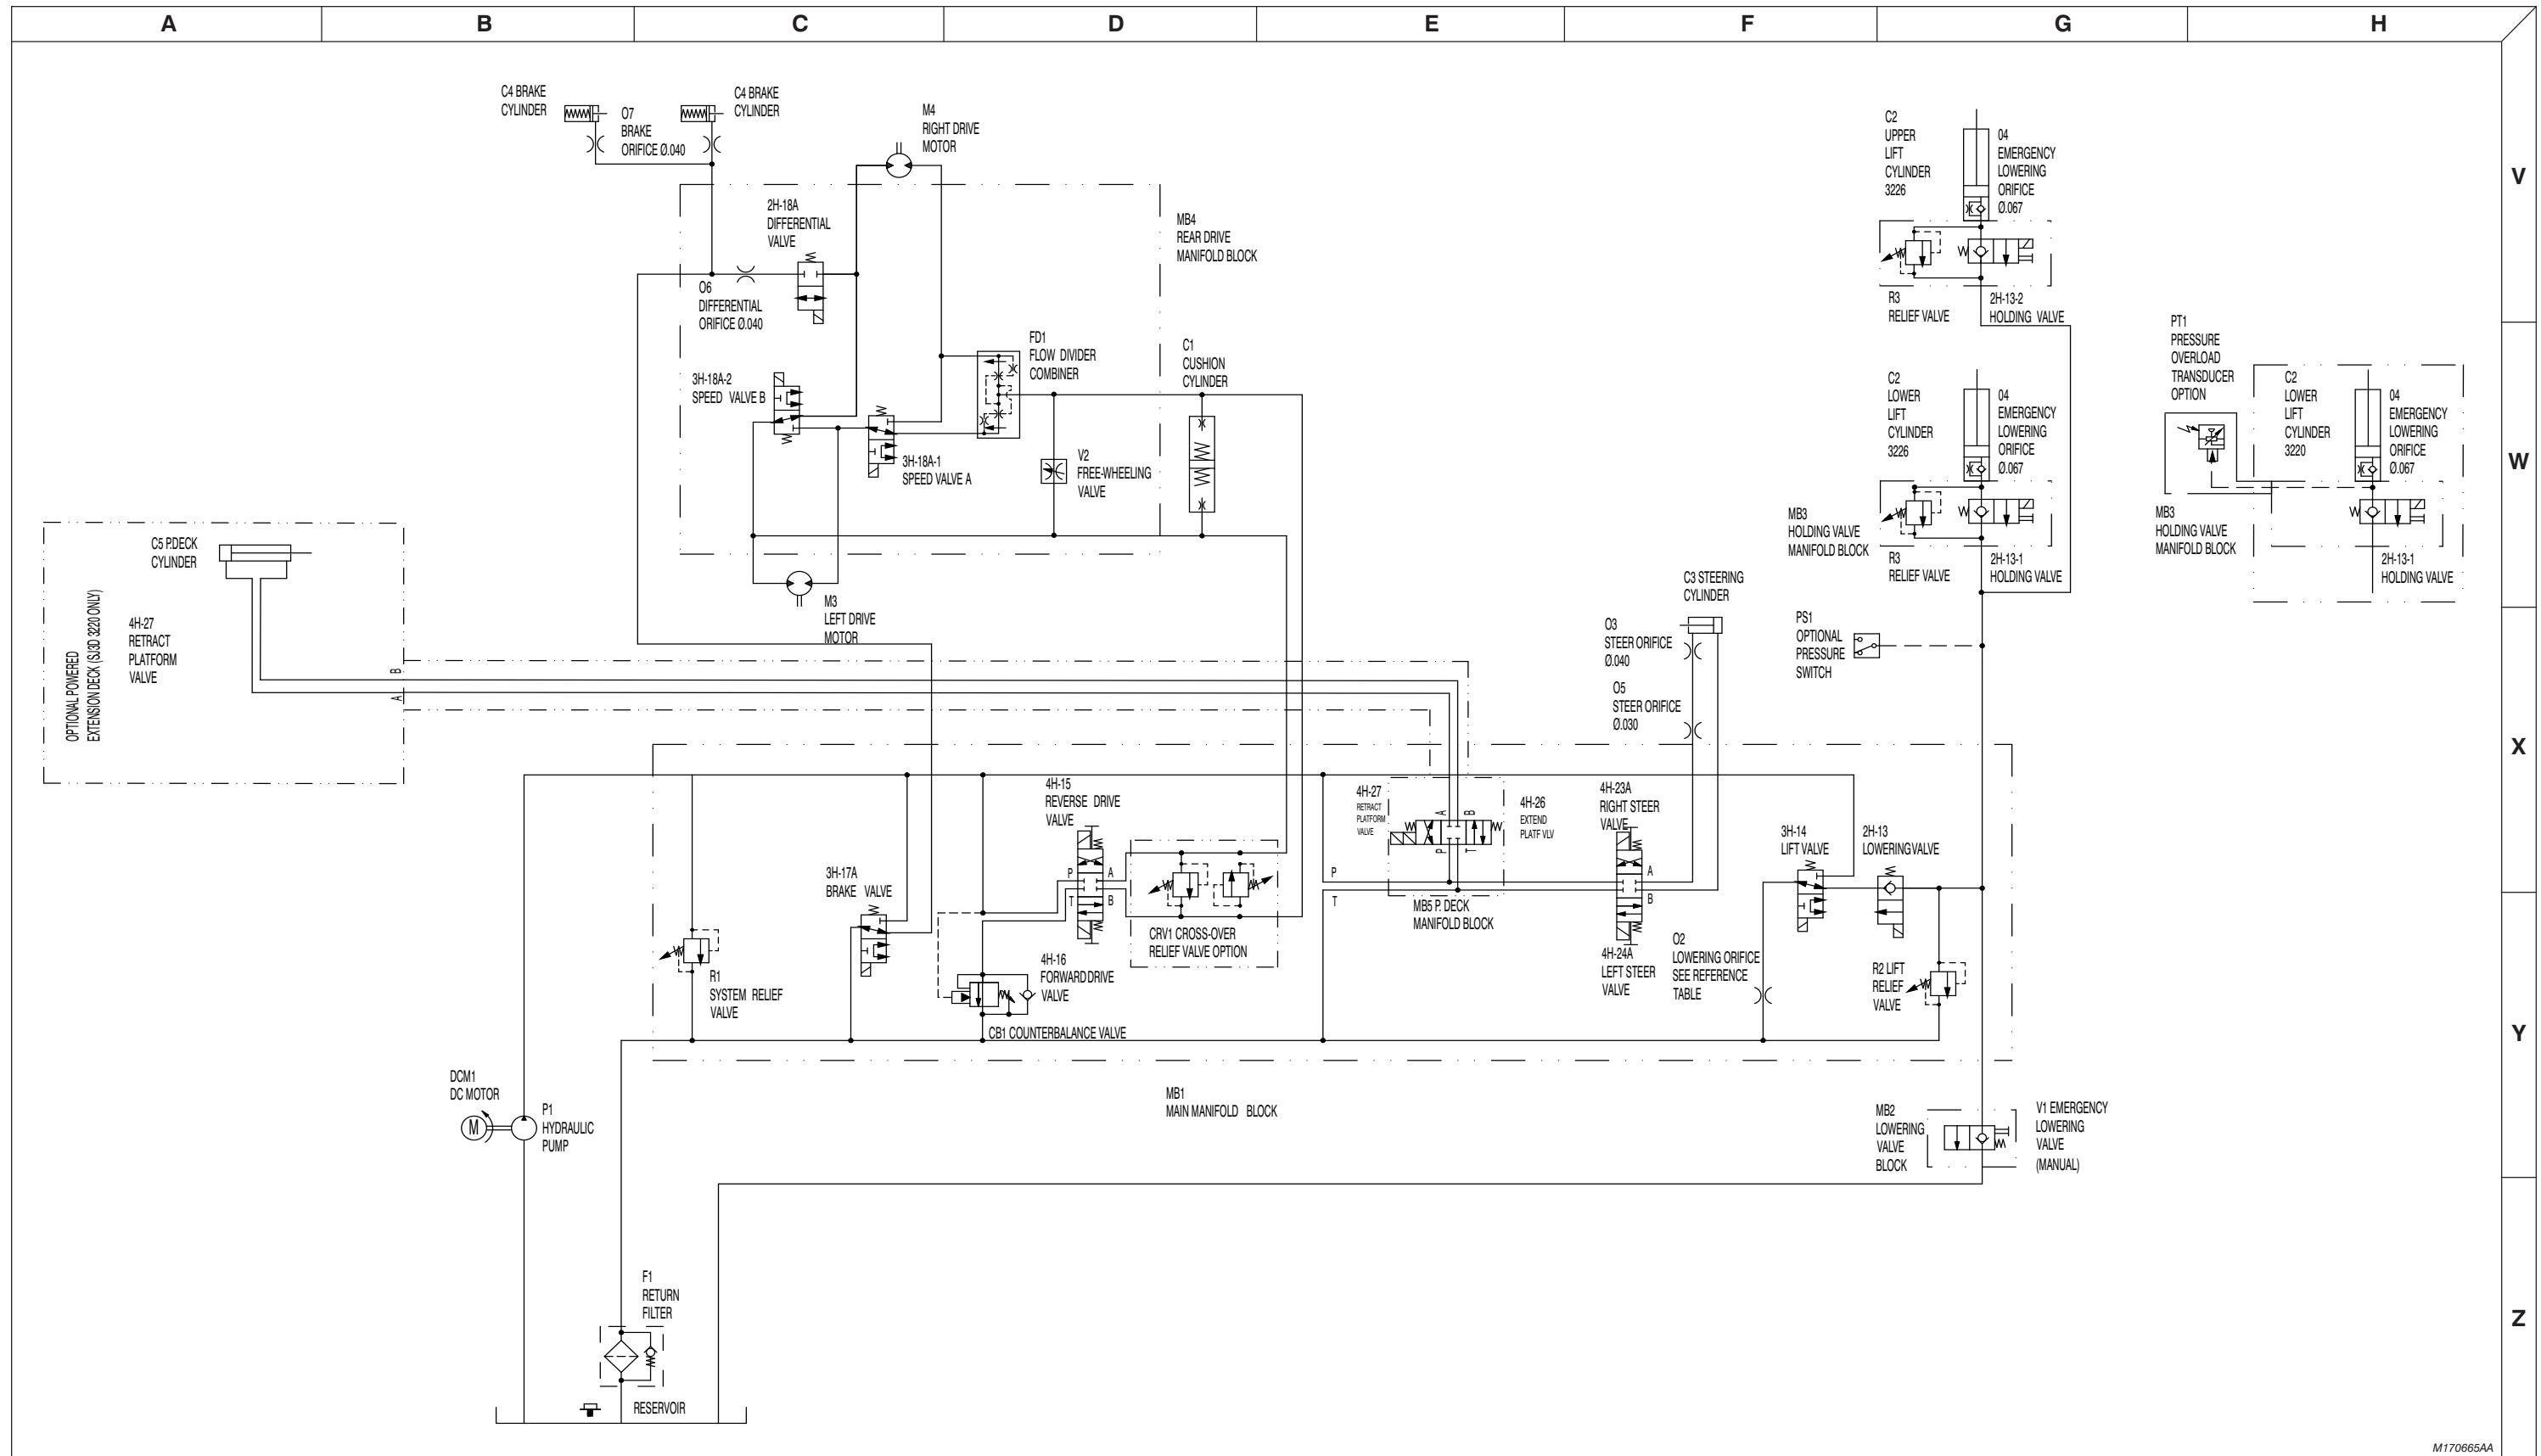 A B C D E F G H
V
W
X
Y
Z
C4 BRAKE
CYLINDER
O7
BRAKE
ORIFICE Ø.040
C4 BRAKE
CYLINDER
M4
RIGHT DRIVE
MOTOR
2H-18A
DIFFERENTIAL
VALVE
MB4
REAR DRIVE
MANIFOLD BLOCK
O6
DIFFERENTIAL
ORIFICE Ø.040
FD1
FLOW DIVIDER
COMBINER
C1
CUSHION
CYLINDER
3H-18A-2
SPEED VALVE B
3H-18A-1
SPEED VALVE A
V2
FREE-WHEELING
VALVE
M3
LEFT DRIVE
MOTOR
C2
UPPER
LIFT
CYLINDER
3226
04
EMERGENCY
LOWERING
ORIFICE
Ø.067
R3
RELIEF VALVE
2H-13-2
HOLDING VALVE
C2
LOWER
LIFT
CYLINDER
3226
04
EMERGENCY
LOWERING
ORIFICE
Ø.067
MB3
HOLDING VALVE
MANIFOLD BLOCK
R3
RELIEF VALVE
2H-13-1
HOLDING VALVE
PT1
PRESSURE
OVERLOAD
TRANSDUCER
OPTION
C2
LOWER
LIFT
CYLINDER
3220
04
EMERGENCY
LOWERING
ORIFICE
Ø.067
MB3
HOLDING VALVE
MANIFOLD BLOCK
2H-13-1
HOLDING VALVE
C5 P.DECK
CYLINDER
4H-27
RETRACT
PLATFORM
VALVE
OPTIONAL POWERED
EXTENSION DECK (SJ3D 3220 ONLY)
B
A
C3 STEERING
CYLINDER
O3
STEER ORIFICE
Ø.040
O5
STEER ORIFICE
Ø.030
PS1
OPTIONAL
PRESSURE
SWITCH
4H-15
REVERSE DRIVE
VALVE
P A
T B
3H-17A
BRAKE VALVE
4H-16
FORWARD DRIVE
VALVE
CRV1 CROSS-OVER
RELIEF VALVE OPTION
R1
SYSTEM RELIEF
VALVE
CB1 COUNTERBALANCE VALVE
4H-27
RETRACT
PLATFORM
VALVE
A B
P T
4H-26
EXTEND
PLATF VLV
MB5 P. DECK
MANIFOLD BLOCK
P
T
4H-23A
RIGHT STEER
VALVE
A
B
4H-24A
LEFT STEER
VALVE
3H-14
LIFT VALVE
2H-13
LOWERING VALVE
O2
LOWERING ORIFICE
SEE REFERENCE
TABLE
R2 LIFT
RELIEF
VALVE
MB1
MAIN MANIFOLD BLOCK
DCM1
DC MOTOR
M
P1
HYDRAULIC
PUMP
MB2
LOWERING
VALVE
BLOCK
V1 EMERGENCY
LOWERING
VALVE
(MANUAL)
F1
RETURN
FILTER
RESERVOIR
M170665AA